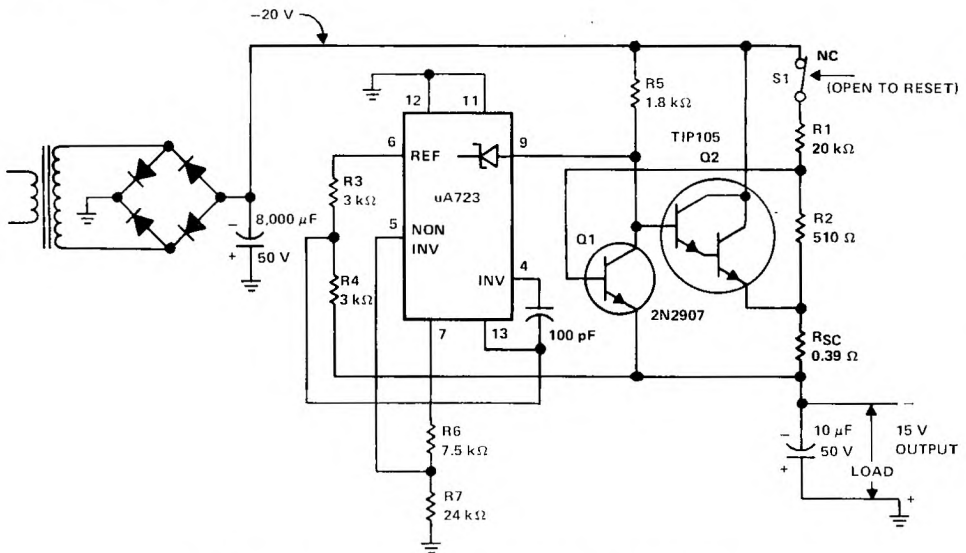 −20 V
NC
S1
(OPEN TO RESET)
12
11
R5
1.8 kΩ
TIP105
Q2
R1
20 kΩ
6
REF
9
R3
3 kΩ
uA723
8,000 µF
−
+
50 V
5
NON
INV
R2
510 Ω
Q1
R4
3 kΩ
4
INV
2N2907
7
13
100 pF
RSC
0.39 Ω
R6
7.5 kΩ
R7
24 kΩ
−
−
10 µF
50 V
+
15 V
OUTPUT
LOAD
+